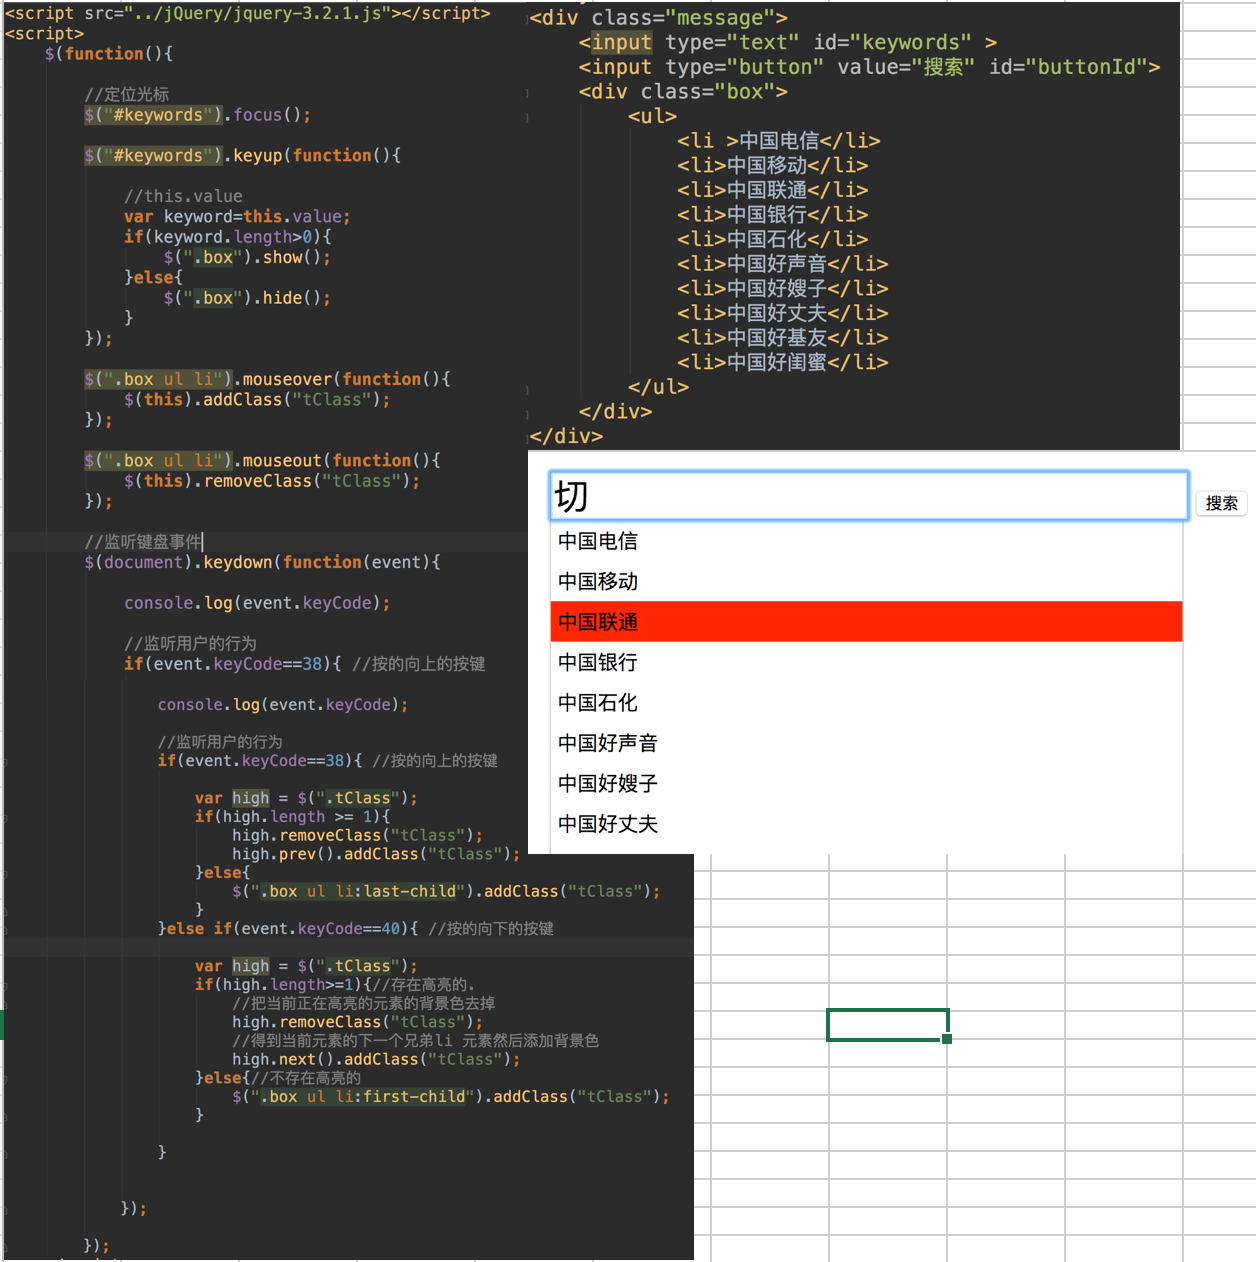 <script src="../jQuery/jquery-3.2.1.js"></script>
<script>
$(function(){
//定位光标
$("#keywords").focus();
$("#keywords").keyup(function(){
//this.value
var keyword=this.value;
if(keyword.length>0){
$(".box").show();
}else{
$(".box").hide();
}
});
$(".box ul li").mouseover(function(){
$(this).addClass("tClass");
});
$(".box ul li").mouseout(function(){
$(this).removeClass("tClass");
});
//监听键盘事件
$(document).keydown(function(event){
console.log(event.keyCode);
//监听用户的行为
if(event.keyCode==38){ //按的向上的按键
console.log(event.keyCode);
//监听用户的行为
if(event.keyCode==38){ //按的向上的按键
var high = $(".tClass");
if(high.length >= 1){
high.removeClass("tClass");
high.prev().addClass("tClass");
}else{
$(".box ul li:last-child").addClass("tClass");
}
}else if(event.keyCode==40){ //按的向下的按键
var high = $(".tClass");
if(high.length>=1){//存在高亮的.
//把当前正在高亮的元素的背景色去掉
high.removeClass("tClass");
//得到当前元素的下一个兄弟li 元素然后添加背景色
high.next().addClass("tClass");
}else{//不存在高亮的
$(".box ul li:first-child").addClass("tClass");
}
}
});
});
<div class="message">
<input type="text" id="keywords" >
<input type="button" value="搜索" id="buttonId">
<div class="box">
<ul>
<li >中国电信</li>
<li>中国移动</li>
<li>中国联通</li>
<li>中国银行</li>
<li>中国石化</li>
<li>中国好声音</li>
<li>中国好嫂子</li>
<li>中国好丈夫</li>
<li>中国好基友</li>
<li>中国好闺蜜</li>
</ul>
</div>
</div>
切
搜索
中国电信
中国移动
中国联通
中国银行
中国石化
中国好声音
中国好嫂子
中国好丈夫